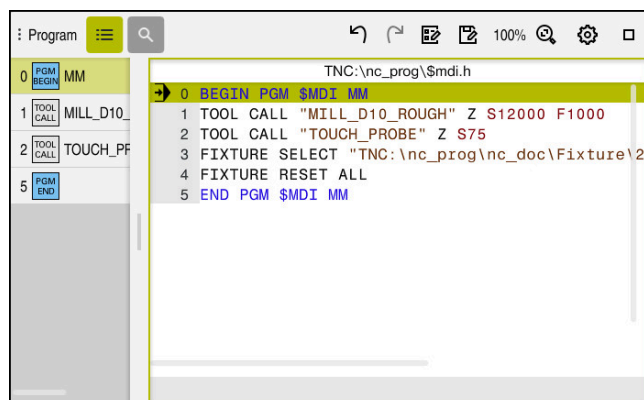 Program
100%
0 PGM BEGIN MM
1 TOOL CALL MILL_D10_
2 TOOL CALL TOUCH_PF
5 PGM END
TNC:\nc_prog\$mdi.h
0 BEGIN PGM $MDI MM
1 TOOL CALL "MILL_D10_ROUGH" Z S12000 F1000
2 TOOL CALL "TOUCH_PROBE" Z S75
3 FIXTURE SELECT "TNC:\nc_prog\nc_doc\Fixture\2
4 FIXTURE RESET ALL
5 END PGM $MDI MM